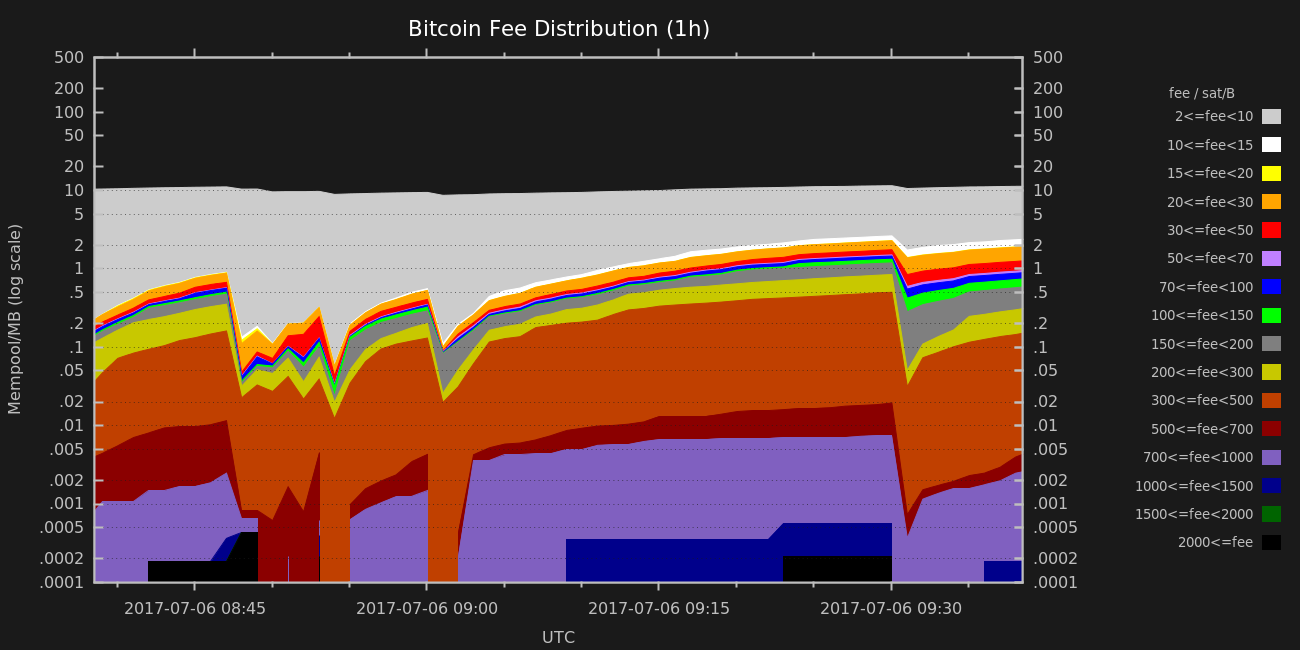 Bitcoin Fee Distribution (1h)
500 500
200 200
100 100
50 50
20 20
10 10
5 5
2 2
1 1
.5 .5
.2 .2
.1 .1
.05 .05
.02 .02
.01 .01
.005 .005
.002 .002
.001 .001
.0005 .0005
.0002 .0002
.0001 .0001
Mempool/MB (log scale)
2017-07-06 08:45 2017-07-06 09:00 2017-07-06 09:15 2017-07-06 09:30
UTC
fee / sat/B
2<=fee<10
10<=fee<15
15<=fee<20
20<=fee<30
30<=fee<50
50<=fee<70
70<=fee<100
100<=fee<150
150<=fee<200
200<=fee<300
300<=fee<500
500<=fee<700
700<=fee<1000
1000<=fee<1500
1500<=fee<2000
2000<=fee